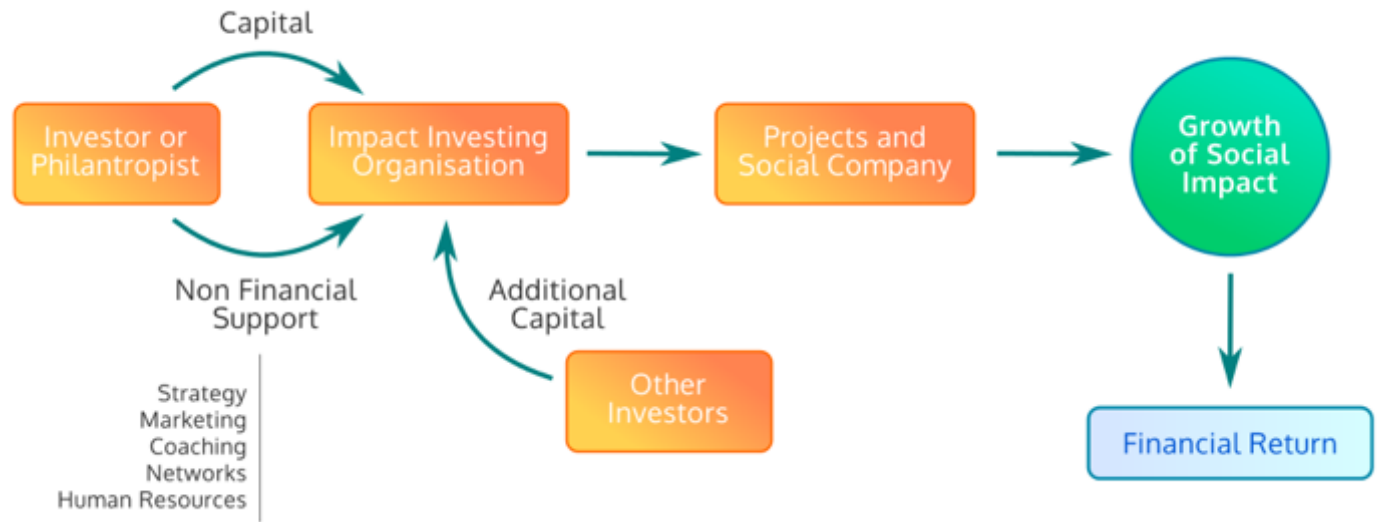 Capital
Investor or
Philantropist
Impact Investing
Organisation
Projects and
Social Company
Growth
of Social
Impact
Non Financial
Support
Additional
Capital
Strategy
Marketing
Coaching
Networks
Human Resources
Other
Investors
Financial Return